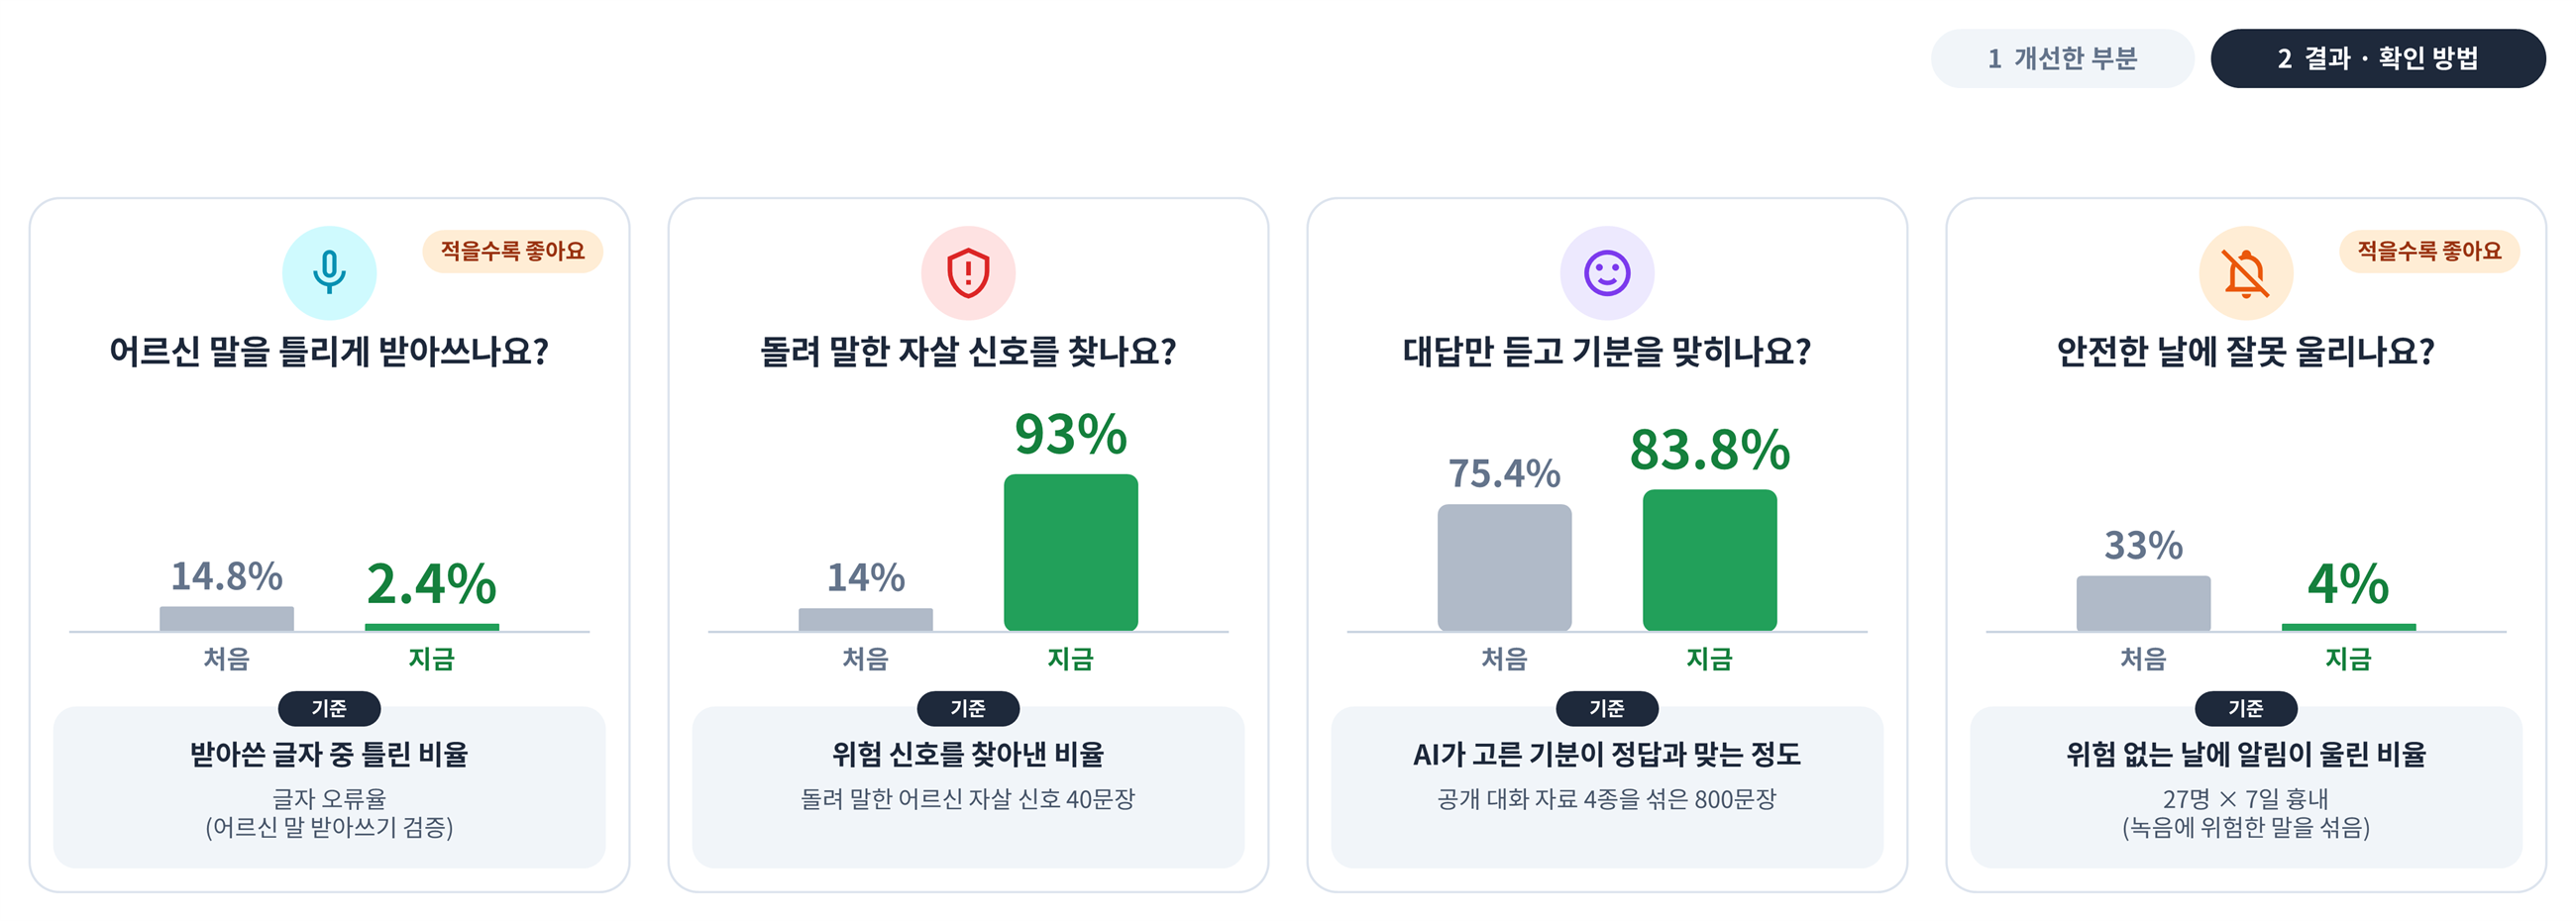 1 개선한 부분
2 결과 · 확인 방법
적을수록 좋아요
어르신 말을 틀리게 받아쓰나요?
14.8%
2.4%
처음
지금
기준
받아쓴 글자 중 틀린 비율
글자 오류율
(어르신 말 받아쓰기 검증)
돌려 말한 자살 신호를 찾나요?
14%
93%
처음
지금
기준
위험 신호를 찾아낸 비율
돌려 말한 어르신 자살 신호 40문장
대답만 듣고 기분을 맞히나요?
75.4%
83.8%
처음
지금
기준
AI가 고른 기분이 정답과 맞는 정도
공개 대화 자료 4종을 섞은 800문장
적을수록 좋아요
안전한 날에 잘못 울리나요?
33%
4%
처음
지금
기준
위험 없는 날에 알림이 울린 비율
27명 × 7일 흉내
(녹음에 위험한 말을 섞음)